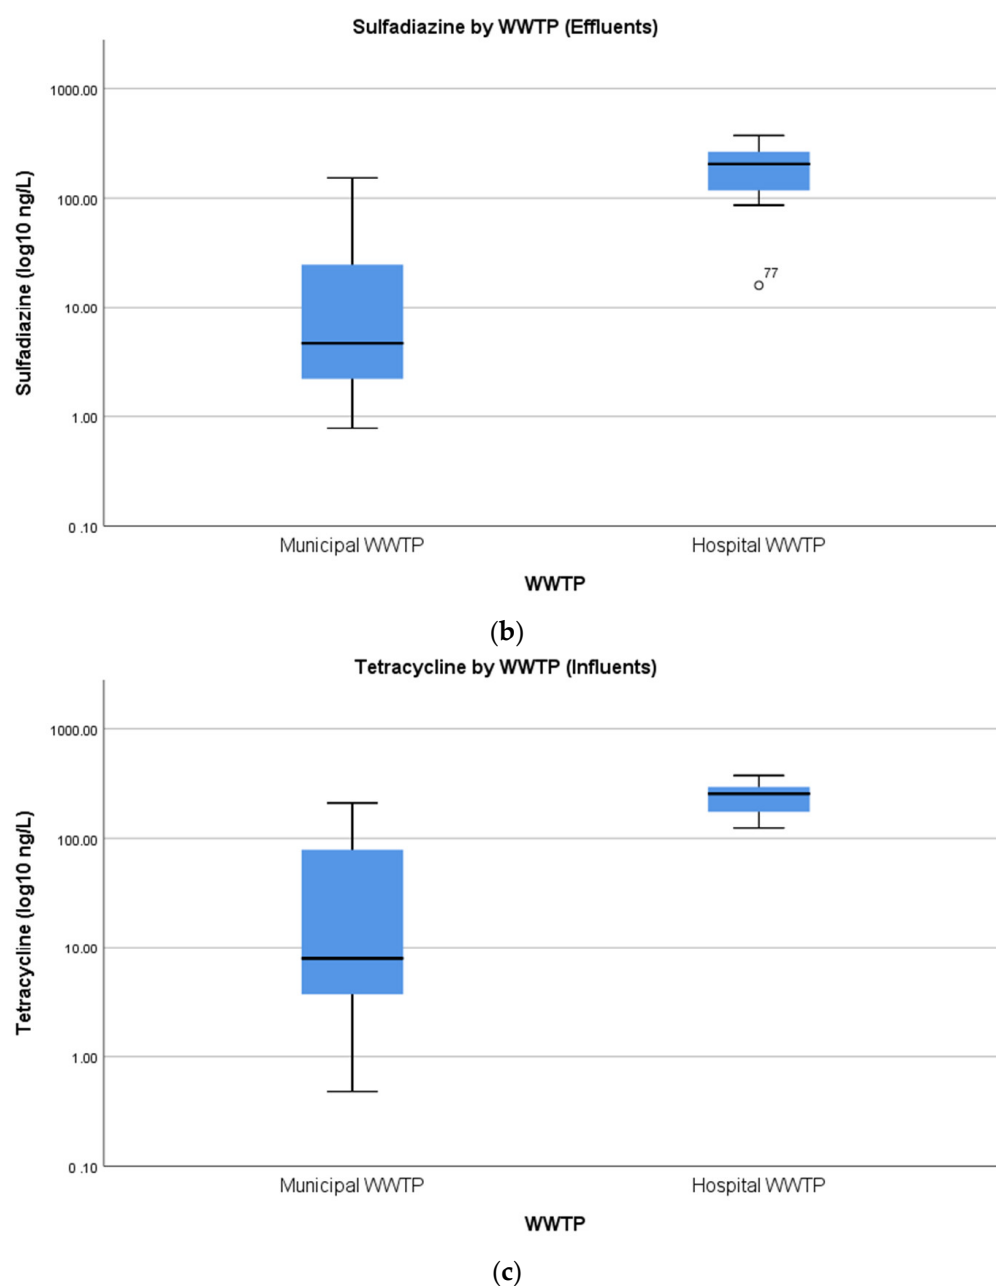 Sulfadiazine by WWTP (Effluents)
Sulfadiazine (log10 ng/L)
1000.00
100.00
10.00
1.00
0 .10
77
Municipal WWTP
Hospital WWTP
WWTP
(b)
Tetracycline by WWTP (Influents)
Tetracycline (log10 ng/L)
1000.00
100.00
10.00
1.00
0 .10
Municipal WWTP
Hospital WWTP
WWTP
(c)